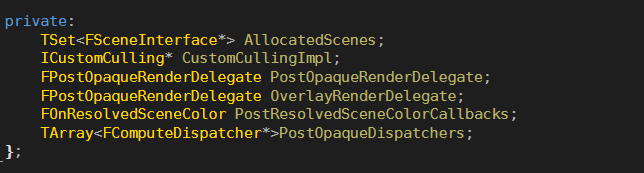 private:
TSet<FSceneInterface*> AllocatedScenes;
ICustomCulling* CustomCullingImpl;
FPostOpaqueRenderDelegate PostOpaqueRenderDelegate;
FPostOpaqueRenderDelegate OverlayRenderDelegate;
FOnResolvedSceneColor PostResolvedSceneColorCallbacks;
TArray<FComputeDispatcher*>PostOpaqueDispatchers;
};